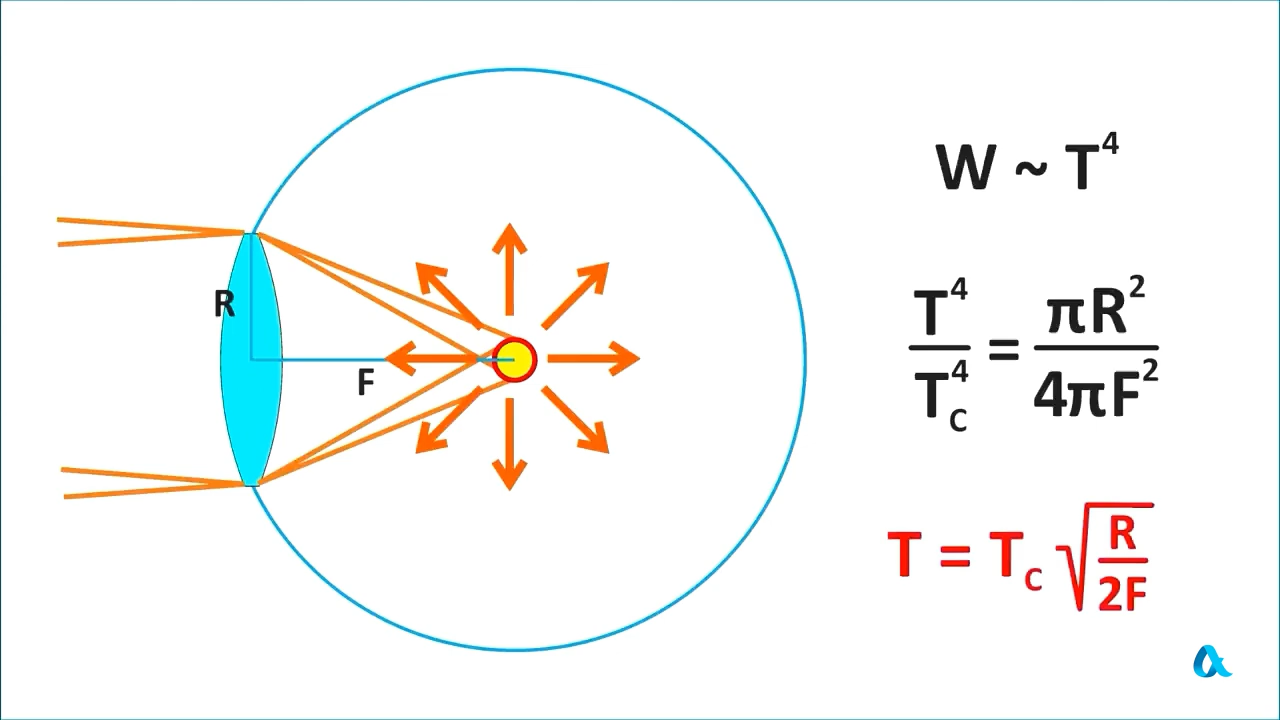 R
F
W ~ T⁴
T⁴/T_C⁴ = πR²/4πF²
T = T_C √(R/2F)